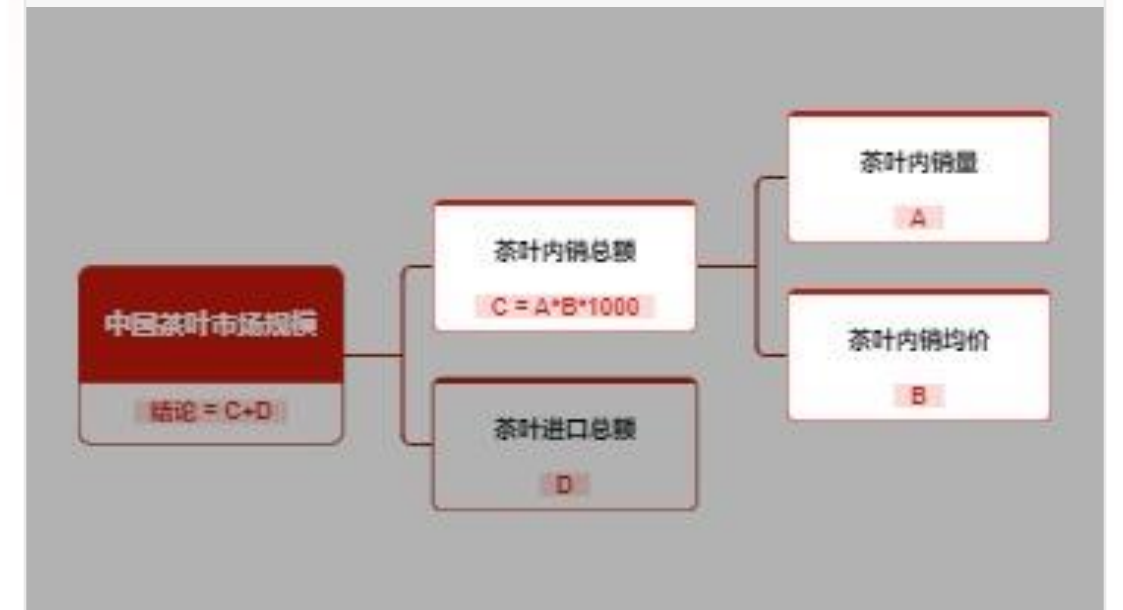 中国茶叶市场规模
结论 = C+D
茶叶内销总额
C = A*B*1000
茶叶进口总额
D
茶叶内销量
A
茶叶内销均价
B